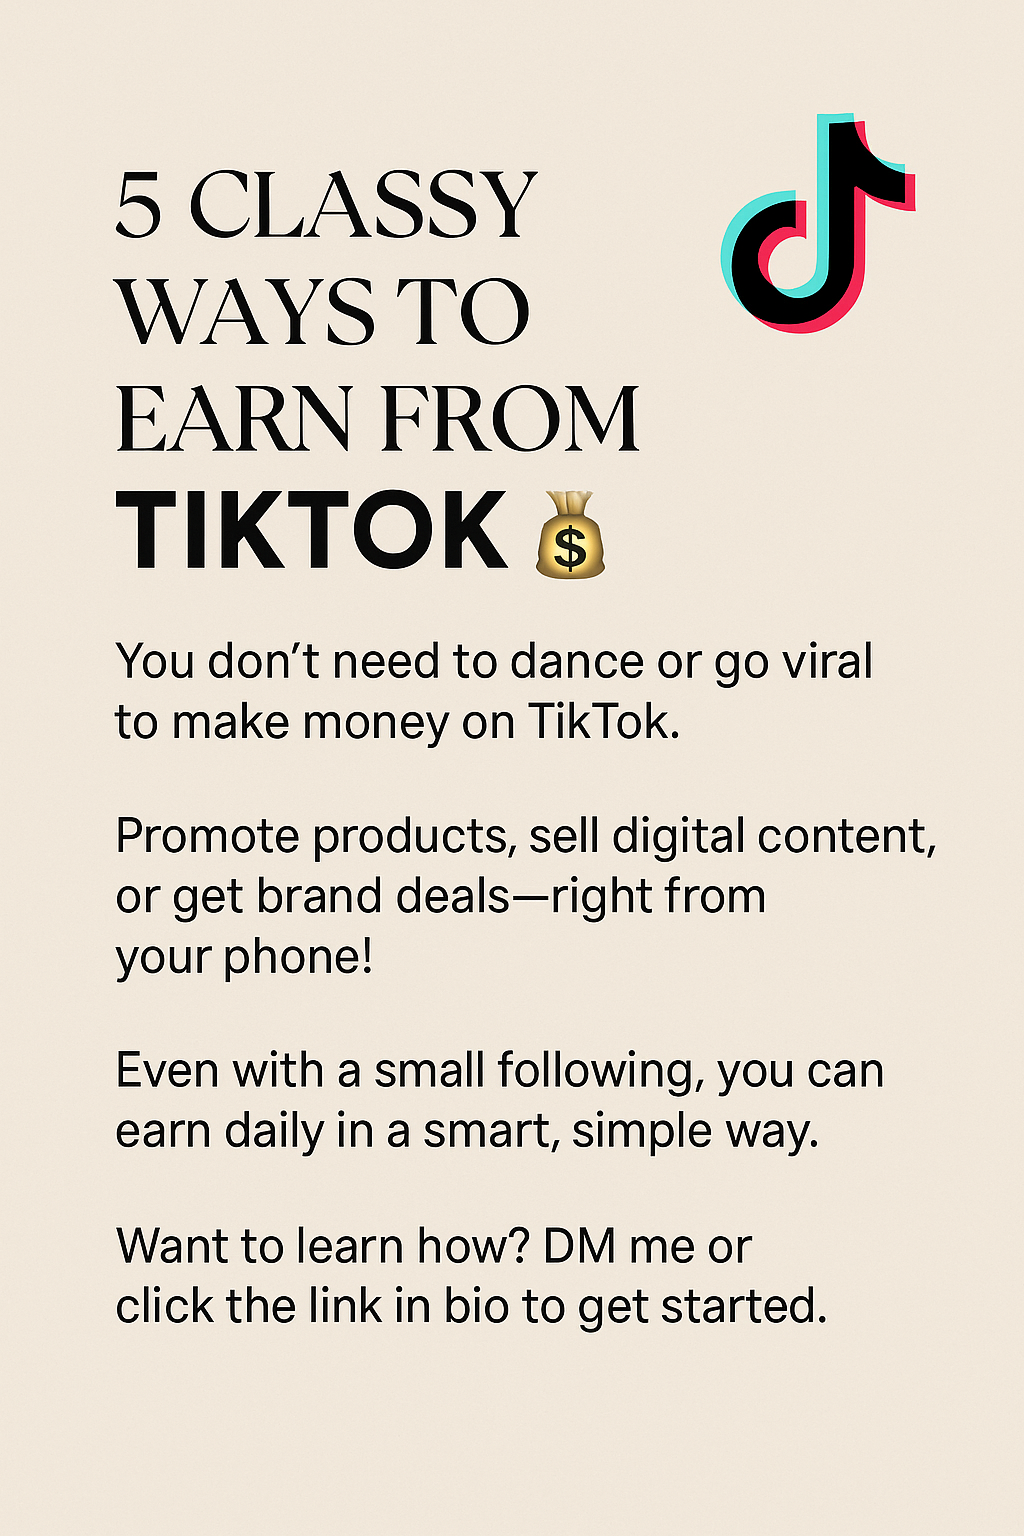 5 CLASSY
WAYS TO
EARN FROM
TIKTOK 💰
You don’t need to dance or go viral
to make money on TikTok.
Promote products, sell digital content,
or get brand deals—right from
your phone!
Even with a small following, you can
earn daily in a smart, simple way.
Want to learn how? DM me or
click the link in bio to get started.